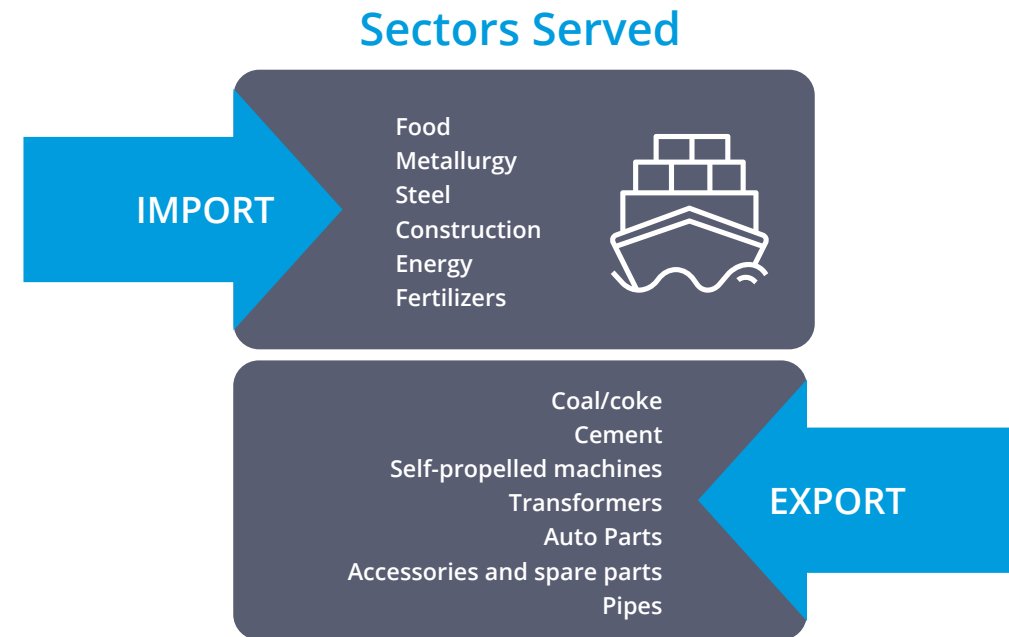 Sectors Served
IMPORT
Food
Metallurgy
Steel
Construction
Energy
Fertilizers
Coal/coke
Cement
Self-propelled machines
Transformers
Auto Parts
Accessories and spare parts
Pipes
EXPORT